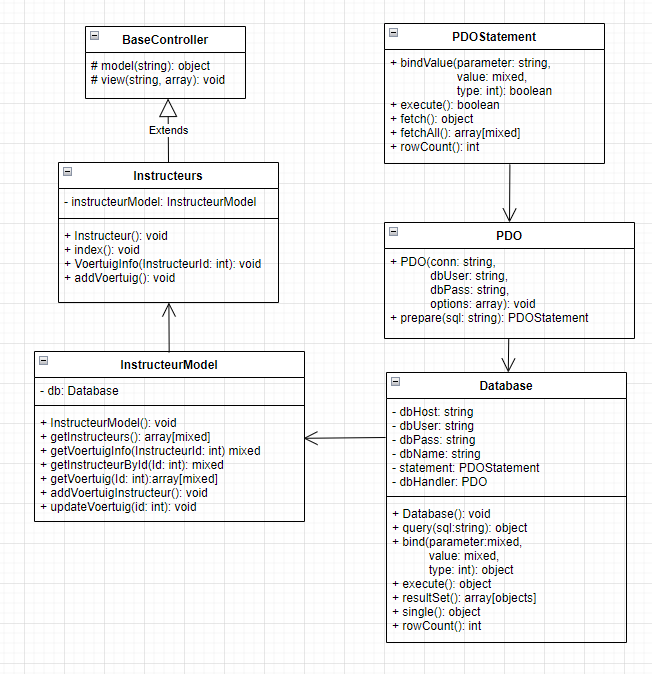 BaseController
# model(string): object
# view(string, array): void
Extends
Instructeurs
- instructeurModel: InstructeurModel
+ Instructeur(): void
+ index(): void
+ VoertuigInfo(InstructeurId: int): void
+ addVoertuig(): void
InstructeurModel
- db: Database
+ InstructeurModel(): void
+ getInstructeurs(): array[mixed]
+ getVoertuigInfo(InstructeurId: int) mixed
+ getInstructeurById(Id: int): mixed
+ getVoertuig(Id: int):array[mixed]
+ addVoertuigInstructeur(): void
+ updateVoertuig(id: int): void
PDOStatement
+ bindValue(parameter: string,
value: mixed,
type: int): boolean
+ execute(): boolean
+ fetch(): object
+ fetchAll(): array[mixed]
+ rowCount(): int
PDO
+ PDO(conn: string,
dbUser: string,
dbPass: string,
options: array): void
+ prepare(sql: string): PDOStatement
Database
- dbHost: string
- dbUser: string
- dbPass: string
- dbName: string
- statement: PDOStatement
- dbHandler: PDO
+ Database(): void
+ query(sql:string): object
+ bind(parameter:mixed,
value: mixed,
type: int): object
+ execute(): object
+ resultSet(): array[objects]
+ single(): object
+ rowCount(): int